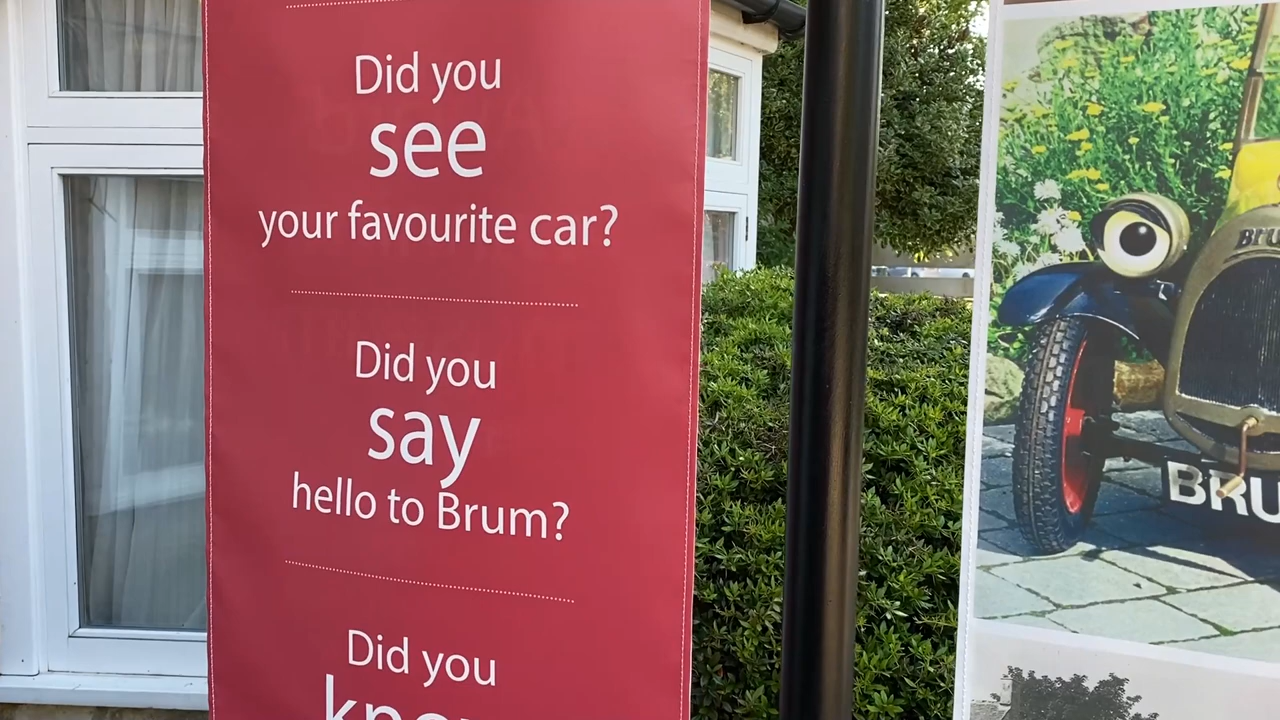 Did you
see
your favourite car?
Did you
say
hello to Brum?
Did you
BRU